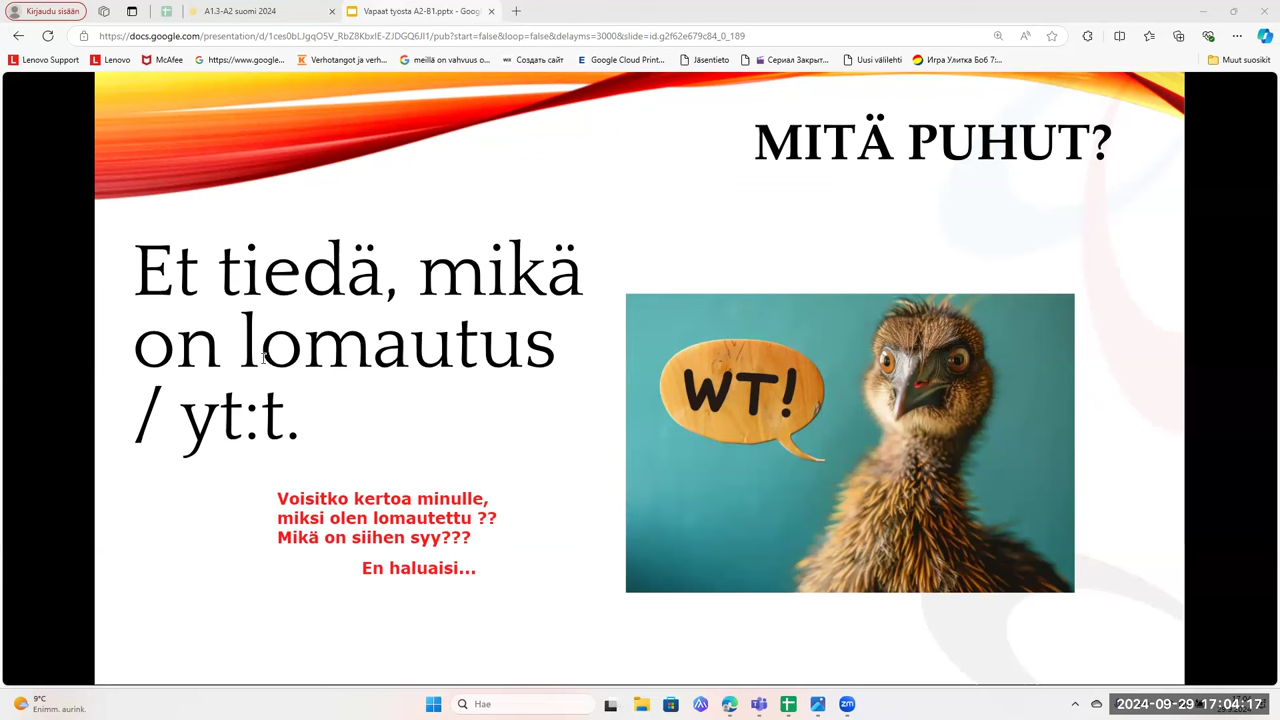 Kirjaudu sisään
A1.3-A2 suomi 2024
Vapaat tyosta A2-B1.pptx - Goog
https://docs.google.com/presentation/d/1ces0bLJgqO5V_RbZ8KbxIE-ZJDGQ6JI1/pub?start=false&loop=false&delayms=3000&slide=id.g2f62e679c84_0_189
Lenovo Support
Lenovo
McAfee
https://www.google...
Verhotangot ja verh...
meillä on vahvuus o...
Создать сайт
Google Cloud Print...
Jäsentieto
Сериал Закрыт...
Uusi välilehti
Игра Улитка Боб 7:...
Muut suosikit
MITÄ PUHUT?
Et tiedä, mikä
on lomautus
/ yt:t.
WT!
Voisitko kertoa minulle,
miksi olen lomautettu ??
Mikä on siihen syy???
En haluaisi...
9°C
Enimm. aurink.
Hae
2024-09-29 17:04:17